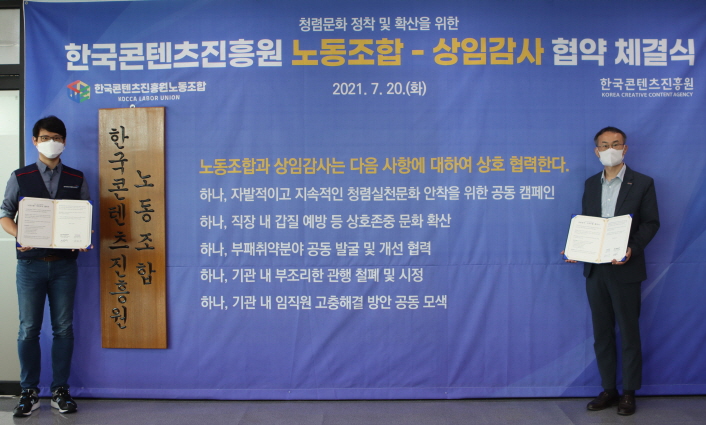 청렴문화 정착 및 확산을 위한
한국콘텐츠진흥원 노동조합 - 상임감사 협약 체결식
2021. 7. 20.(화)
한국콘텐츠진흥원노동조합
KOCCA LABOR UNION
한국콘텐츠진흥원
KOREA CREATIVE CONTENT AGENCY
한국콘텐츠진흥원
노동조합
노동조합과 상임감사는 다음 사항에 대하여 상호 협력한다.
하나, 자발적이고 지속적인 청렴실천문화 안착을 위한 공동 캠페인
하나, 직장 내 갑질 예방 등 상호존중 문화 확산
하나, 부패취약분야 공동 발굴 및 개선 협력
하나, 기관 내 부조리한 관행 철폐 및 시정
하나, 기관 내 임직원 고충해결 방안 공동 모색